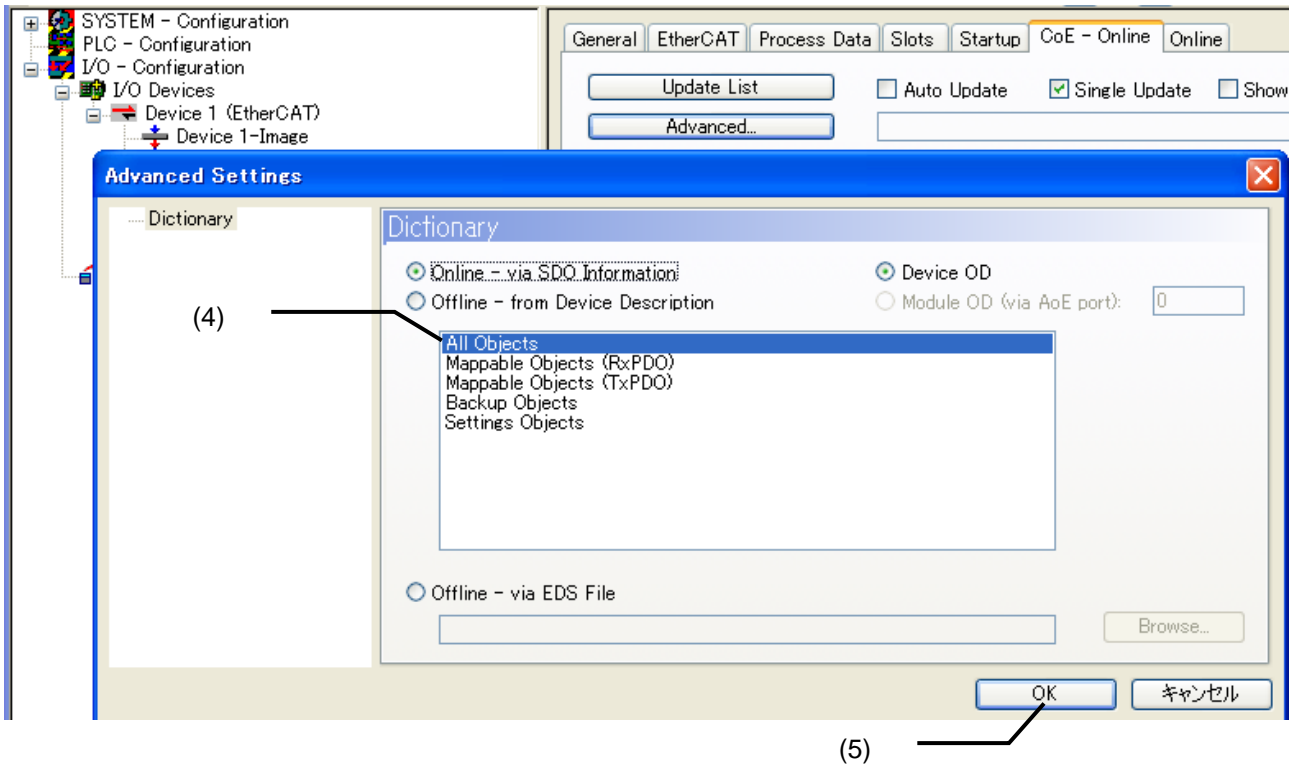 SYSTEM - Configuration
PLC - Configuration
I/O - Configuration
I/O Devices
Device 1 (EtherCAT)
Device 1-Image
General EtherCAT Process Data Slots Startup CoE - Online Online
Update List Auto Update Single Update Show
Advanced...
Advanced Settings
Dictionary
Dictionary
Online - via SDO Information Device OD
Offline - from Device Description Module OD (via AoE port): 0
(4)
All Objects
Mappable Objects (RxPDO)
Mappable Objects (TxPDO)
Backup Objects
Settings Objects
Offline - via EDS File
Browse...
OK キャンセル
(5)